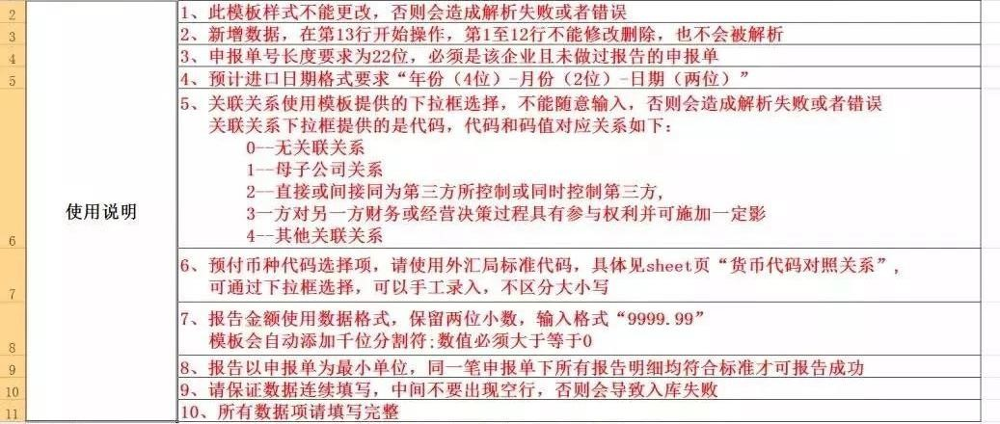 2
1、此模板样式不能更改，否则会造成解析失败或者错误
3
2、新增数据，在第13行开始操作，第1至12行不能修改删除，也不会被解析
4
3、申报单号长度要求为22位，必须是该企业且未做过报告的申报单
5
4、预计进口日期格式要求“年份（4位）-月份（2位）-日期（两位）”
5、关联关系使用模板提供的下拉框选择，不能随意输入，否则会造成解析失败或者错误
关联关系下拉框提供的是代码，代码和码值对应关系如下：
0--无关联关系
1--母子公司关系
2--直接或间接同为第三方所控制或同时控制第三方,
使用说明
3一方对另一方财务或经营决策过程具有参与权利并可施加一定影
6
4--其他关联关系
6、预付币种代码选择项，请使用外汇局标准代码，具体见sheet页“货币代码对照关系”,
7
可通过下拉框选择，可以手工录入，不区分大小写
7、报告金额使用数据格式，保留两位小数，输入格式“9999.99”
8
模板会自动添加千位分割符;数值必须大于等于0
9
8、报告以申报单为最小单位，同一笔申报单下所有报告明细均符合标准才可报告成功
10
9、请保证数据连续填写，中间不要出现空行，否则会导致入库失败
11
10、所有数据项请填写完整